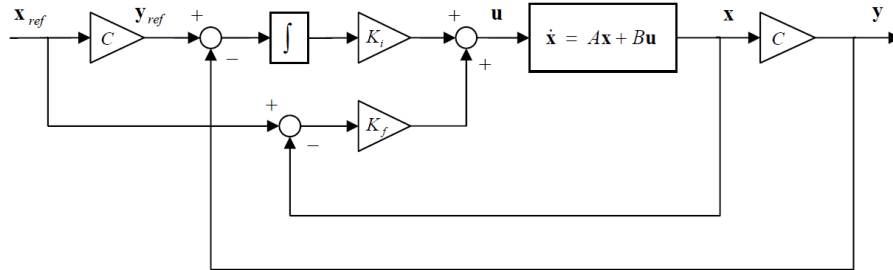 x_ref
C
y_ref
+
−
∫
K_i
+
+
u
ẋ = Ax + Bu
x
C
y
+
−
K_f